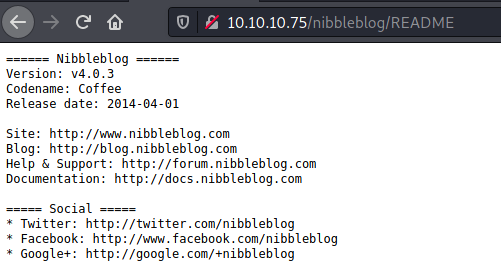 10.10.10.75/nibbleblog/README
====== Nibbleblog ======
Version: v4.0.3
Codename: Coffee
Release date: 2014-04-01
Site: http://www.nibbleblog.com
Blog: http://blog.nibbleblog.com
Help & Support: http://forum.nibbleblog.com
Documentation: http://docs.nibbleblog.com
===== Social =====
* Twitter: http://twitter.com/nibbleblog
* Facebook: http://www.facebook.com/nibbleblog
* Google+: http://google.com/+nibbleblog